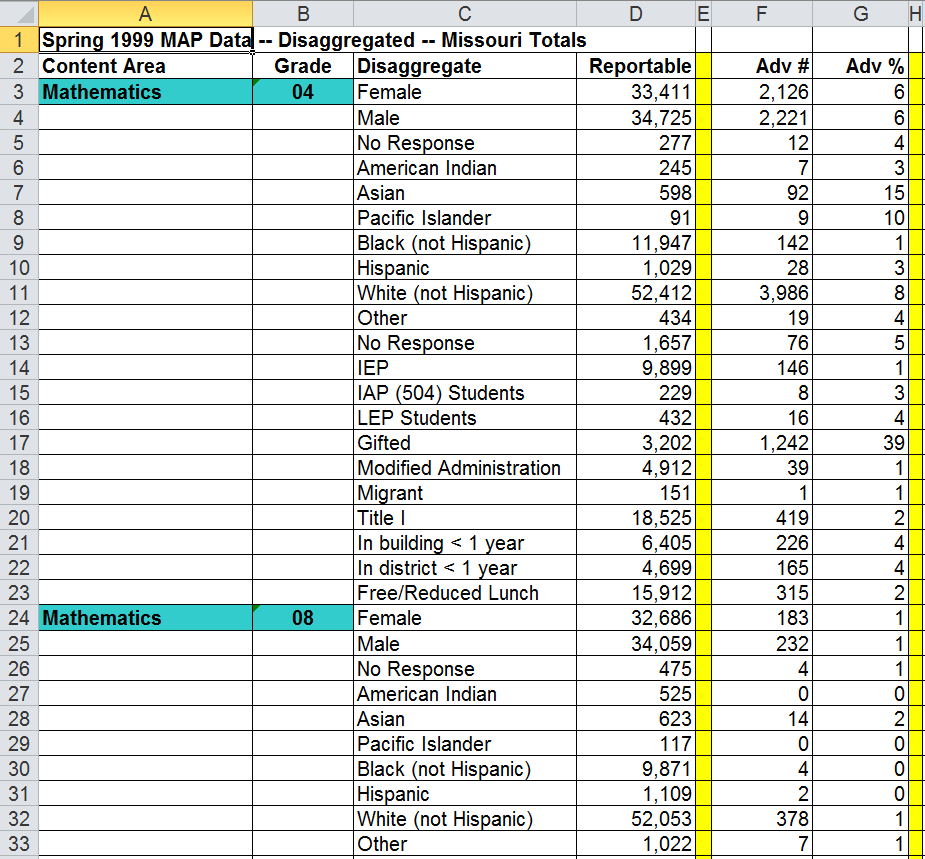 A B C D E F G H
1 Spring 1999 MAP Data -- Disaggregated -- Missouri Totals
2 Content Area Grade Disaggregate Reportable Adv # Adv %
3 Mathematics 04 Female 33,411 2,126 6
4 Male 34,725 2,221 6
5 No Response 277 12 4
6 American Indian 245 7 3
7 Asian 598 92 15
8 Pacific Islander 91 9 10
9 Black (not Hispanic) 11,947 142 1
10 Hispanic 1,029 28 3
11 White (not Hispanic) 52,412 3,986 8
12 Other 434 19 4
13 No Response 1,657 76 5
14 IEP 9,899 146 1
15 IAP (504) Students 229 8 3
16 LEP Students 432 16 4
17 Gifted 3,202 1,242 39
18 Modified Administration 4,912 39 1
19 Migrant 151 1 1
20 Title I 18,525 419 2
21 In building < 1 year 6,405 226 4
22 In district < 1 year 4,699 165 4
23 Free/Reduced Lunch 15,912 315 2
24 Mathematics 08 Female 32,686 183 1
25 Male 34,059 232 1
26 No Response 475 4 1
27 American Indian 525 0 0
28 Asian 623 14 2
29 Pacific Islander 117 0 0
30 Black (not Hispanic) 9,871 4 0
31 Hispanic 1,109 2 0
32 White (not Hispanic) 52,053 378 1
33 Other 1,022 7 1